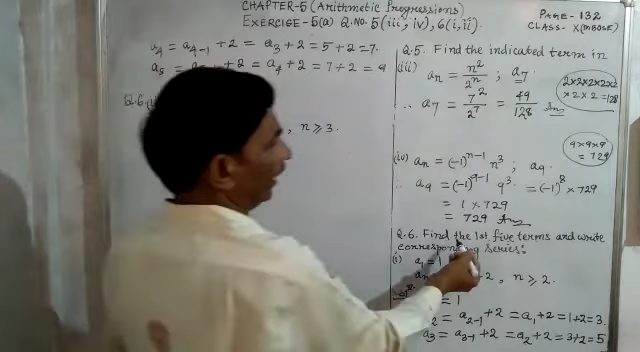 CHAPTER-5 (Arithmetic Progressions)
EXERCISE-5(a) Q.NO.5(iii,iv), 6(i,ii).
PAGE-132
CLASS-X(MBOSE)
a₄ = a₄₋₁ + 2 = a₃ + 2 = 5 + 2 = 7.
a₅ = + 2 = a₄ + 2 = 7 + 2 = 9
Q.6
, n ≥ 3.
Q.5. Find the indicated term in
(iii) aₙ = n²/2ⁿ ; a₇
∴ a₇ = 7²/2⁷ = 49/128 Ans
2×2×2×2×2
×2×2=128
(iv) aₙ = (-1)ⁿ⁻¹ n³ ; a₉
∴ a₉ = (-1)⁹⁻¹ 9³ = (-1)⁸ × 729
= 1 × 729
= 729 Ans
9×9×9
= 729
Q.6. Find the 1st five terms and write
corresponding series:
(i) a₁ = 1
aₙ 2, n ≥ 2.
= 1
2 = a₂₋₁ + 2 = a₁ + 2 = 1+2 = 3.
a₃ = a₃₋₁ + 2 = a₂ + 2 = 3+2 = 5